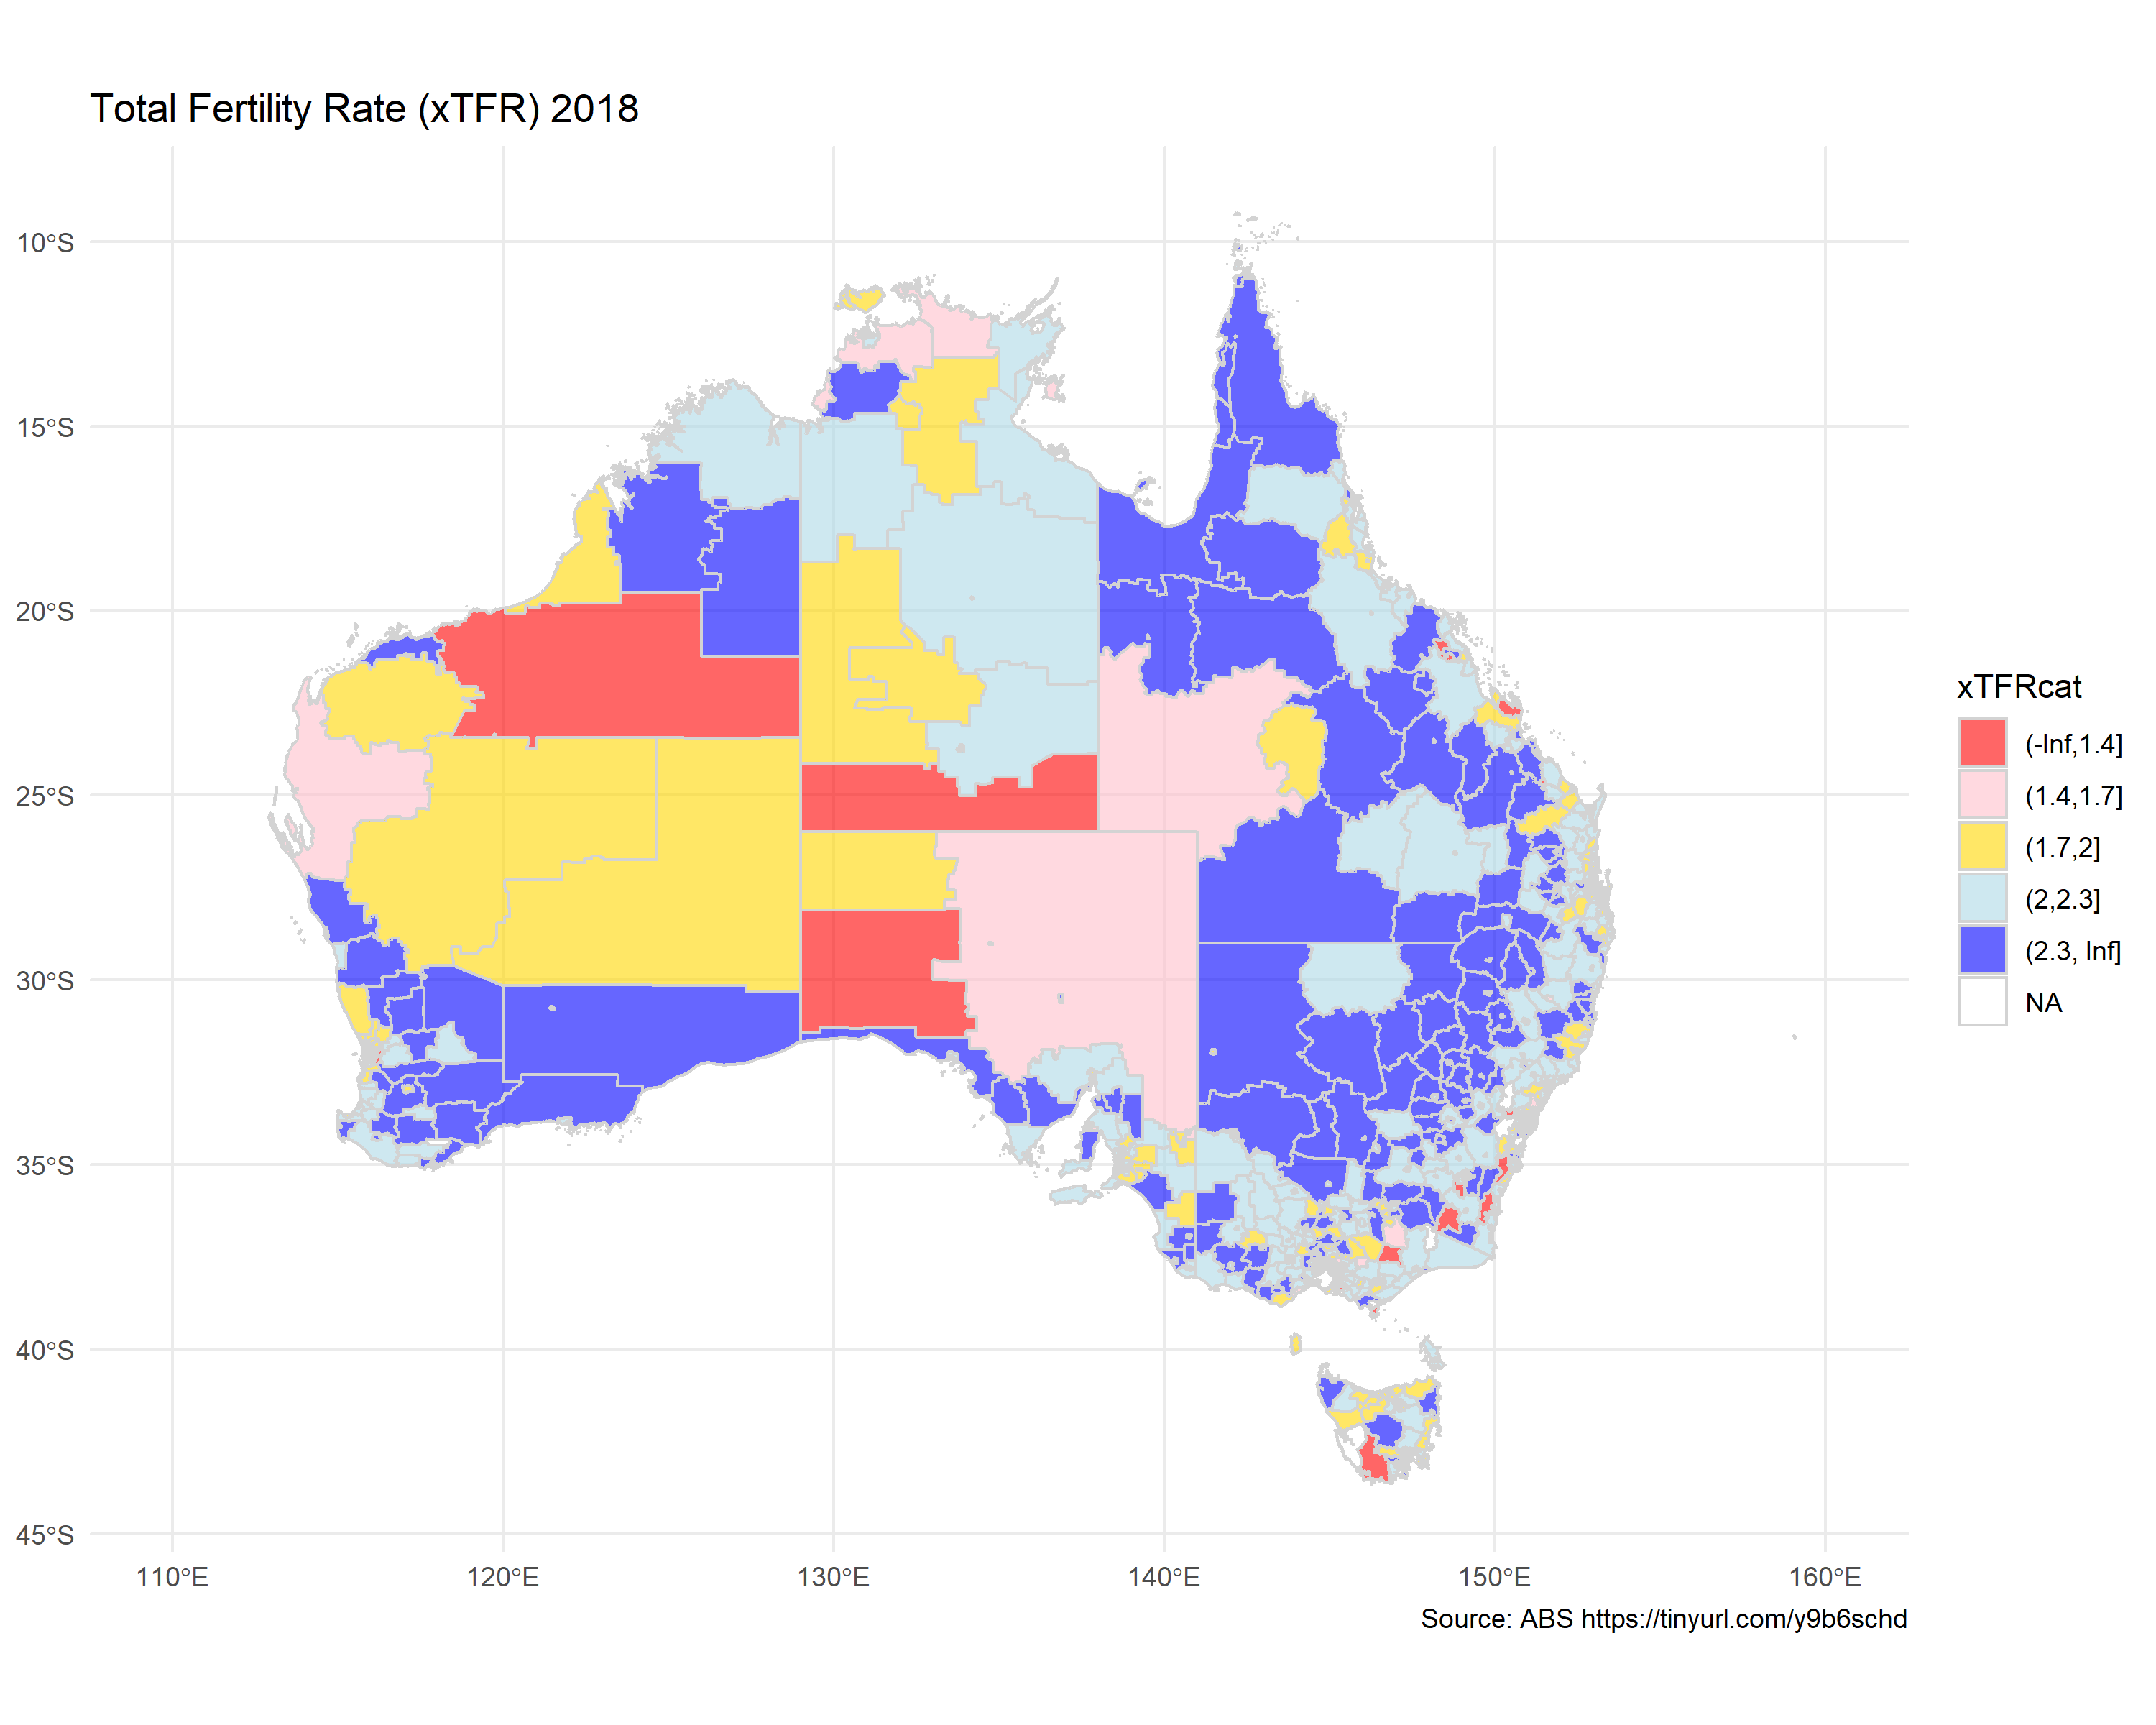 Total Fertility Rate (xTFR) 2018
10°S
15°S
20°S
25°S
30°S
35°S
40°S
45°S
110°E
120°E
130°E
140°E
150°E
160°E
xTFRcat
(-Inf,1.4]
(1.4,1.7]
(1.7,2]
(2,2.3]
(2.3, Inf]
NA
Source: ABS https://tinyurl.com/y9b6schd